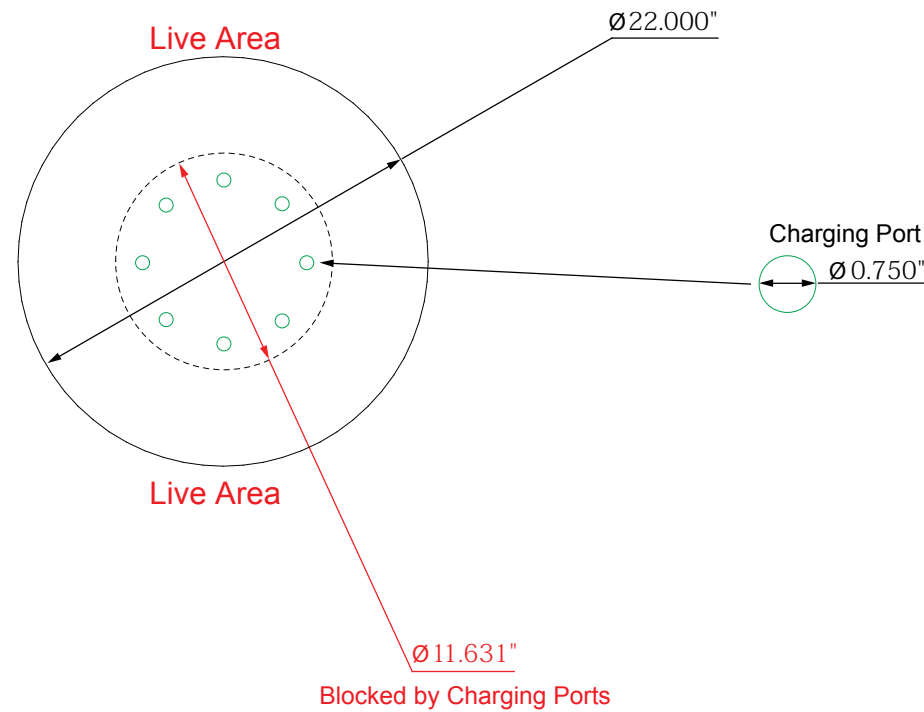 Ø22.000"
Live Area
Charging Port
Ø0.750"
Live Area
Ø11.631"
Blocked by Charging Ports